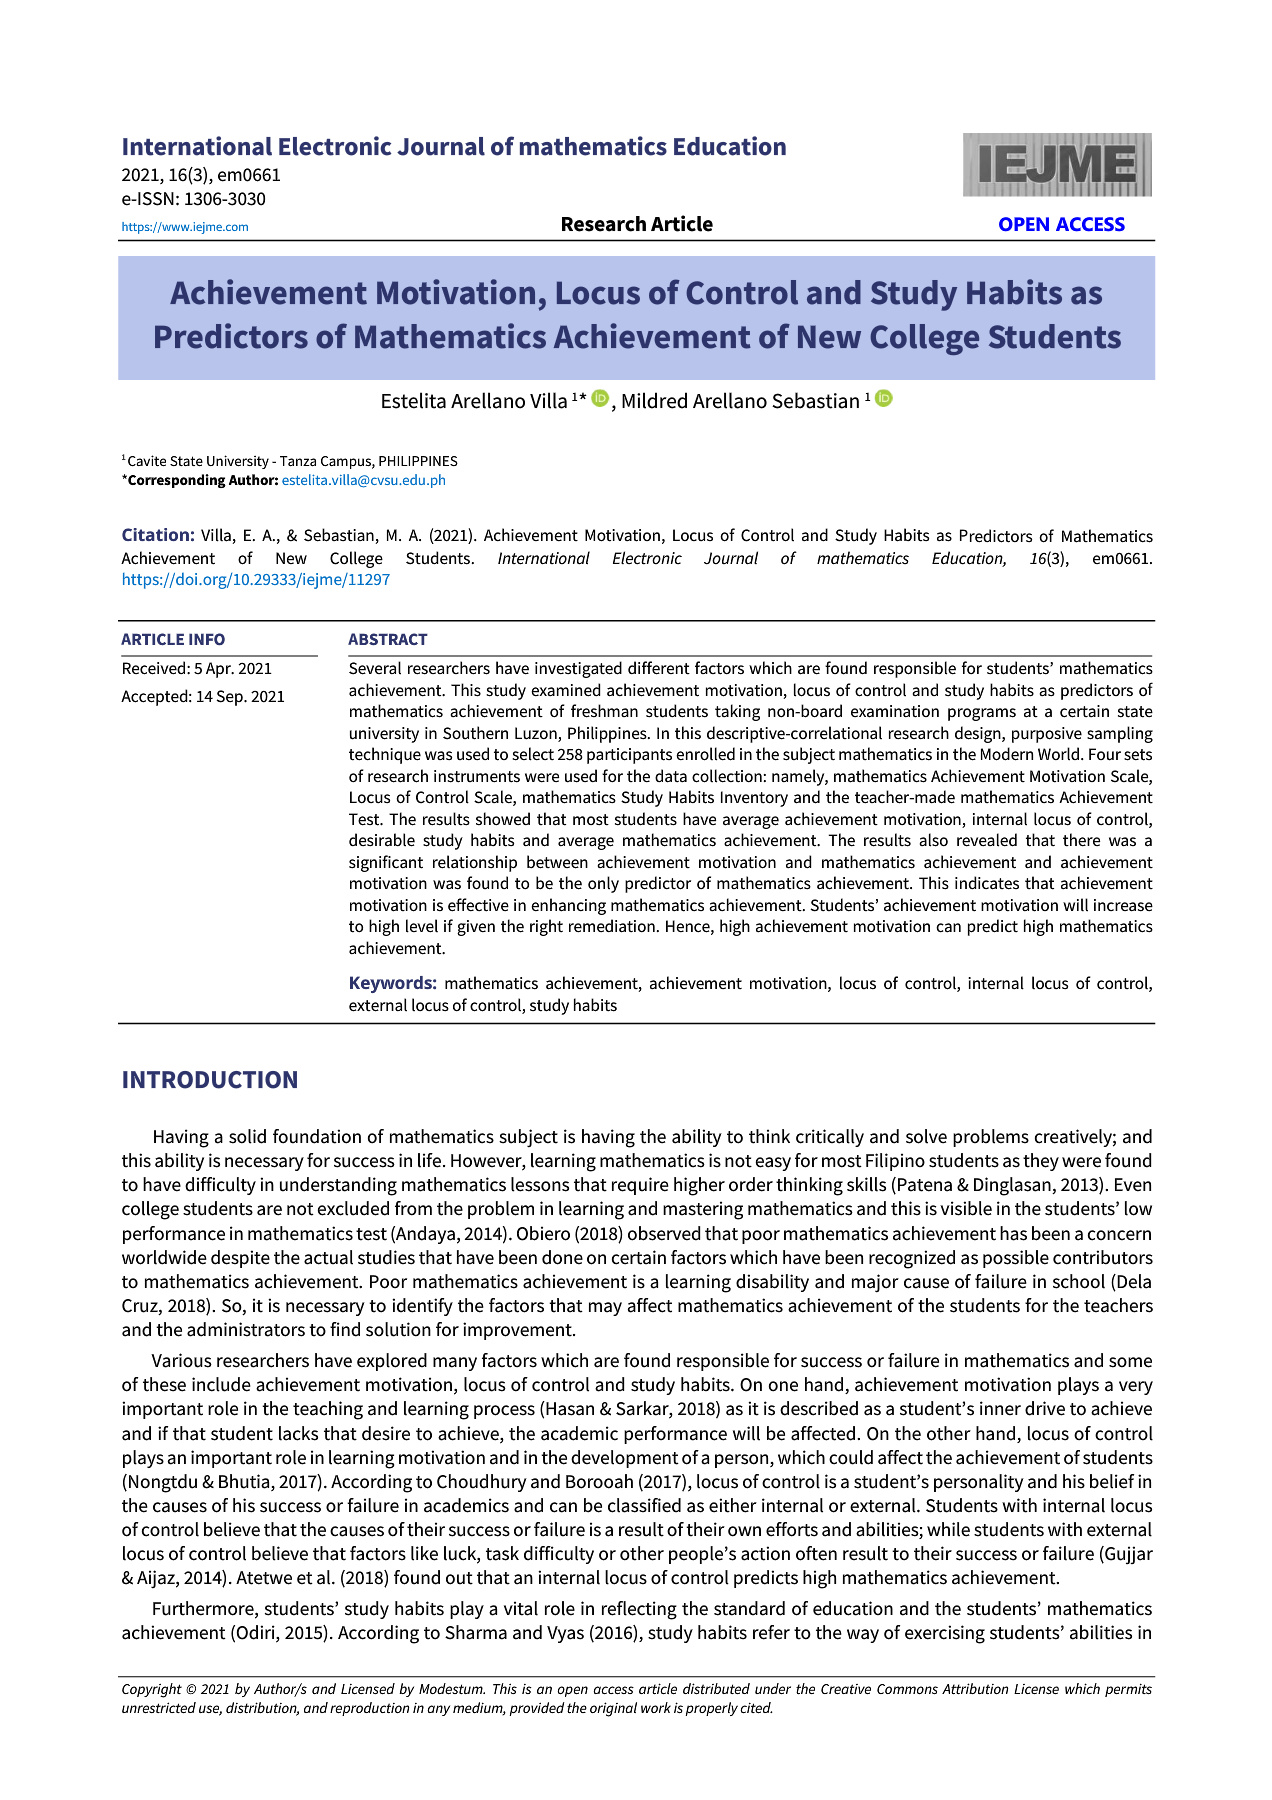 International Electronic Journal of mathematics Education
2021, 16(3), em0661
e-ISSN: 1306-3030
https://www.iejme.com
Research Article
IEJME
OPEN ACCESS
Achievement Motivation, Locus of Control and Study Habits as
Predictors of Mathematics Achievement of New College Students
Estelita Arellano Villa 1* iD , Mildred Arellano Sebastian 1 iD
1 Cavite State University - Tanza Campus, PHILIPPINES
*Corresponding Author: estelita.villa@cvsu.edu.ph
Citation: Villa, E. A., & Sebastian, M. A. (2021). Achievement Motivation, Locus of Control and Study Habits as Predictors of Mathematics
Achievement of New College Students. International Electronic Journal of mathematics Education, 16(3), em0661.
https://doi.org/10.29333/iejme/11297
ARTICLE INFO
Received: 5 Apr. 2021
Accepted: 14 Sep. 2021
ABSTRACT
Several researchers have investigated different factors which are found responsible for students’ mathematics
achievement. This study examined achievement motivation, locus of control and study habits as predictors of
mathematics achievement of freshman students taking non-board examination programs at a certain state
university in Southern Luzon, Philippines. In this descriptive-correlational research design, purposive sampling
technique was used to select 258 participants enrolled in the subject mathematics in the Modern World. Four sets
of research instruments were used for the data collection: namely, mathematics Achievement Motivation Scale,
Locus of Control Scale, mathematics Study Habits Inventory and the teacher-made mathematics Achievement
Test. The results showed that most students have average achievement motivation, internal locus of control,
desirable study habits and average mathematics achievement. The results also revealed that there was a
significant relationship between achievement motivation and mathematics achievement and achievement
motivation was found to be the only predictor of mathematics achievement. This indicates that achievement
motivation is effective in enhancing mathematics achievement. Students’ achievement motivation will increase
to high level if given the right remediation. Hence, high achievement motivation can predict high mathematics
achievement.
Keywords: mathematics achievement, achievement motivation, locus of control, internal locus of control,
external locus of control, study habits
INTRODUCTION
Having a solid foundation of mathematics subject is having the ability to think critically and solve problems creatively; and
this ability is necessary for success in life. However, learning mathematics is not easy for most Filipino students as they were found
to have difficulty in understanding mathematics lessons that require higher order thinking skills (Patena & Dinglasan, 2013). Even
college students are not excluded from the problem in learning and mastering mathematics and this is visible in the students’ low
performance in mathematics test (Andaya, 2014). Obiero (2018) observed that poor mathematics achievement has been a concern
worldwide despite the actual studies that have been done on certain factors which have been recognized as possible contributors
to mathematics achievement. Poor mathematics achievement is a learning disability and major cause of failure in school (Dela
Cruz, 2018). So, it is necessary to identify the factors that may affect mathematics achievement of the students for the teachers
and the administrators to find solution for improvement.
Various researchers have explored many factors which are found responsible for success or failure in mathematics and some
of these include achievement motivation, locus of control and study habits. On one hand, achievement motivation plays a very
important role in the teaching and learning process (Hasan & Sarkar, 2018) as it is described as a student’s inner drive to achieve
and if that student lacks that desire to achieve, the academic performance will be affected. On the other hand, locus of control
plays an important role in learning motivation and in the development of a person, which could affect the achievement of students
(Nongtdu & Bhutia, 2017). According to Choudhury and Borooah (2017), locus of control is a student’s personality and his belief in
the causes of his success or failure in academics and can be classified as either internal or external. Students with internal locus
of control believe that the causes of their success or failure is a result of their own efforts and abilities; while students with external
locus of control believe that factors like luck, task difficulty or other people’s action often result to their success or failure (Gujjar
& Aijaz, 2014). Atetwe et al. (2018) found out that an internal locus of control predicts high mathematics achievement.
Furthermore, students’ study habits play a vital role in reflecting the standard of education and the students’ mathematics
achievement (Odiri, 2015). According to Sharma and Vyas (2016), study habits refer to the way of exercising students’ abilities in
Copyright © 2021 by Author/s and Licensed by Modestum. This is an open access article distributed under the Creative Commons Attribution License which permits
unrestricted use, distribution, and reproduction in any medium, provided the original work is properly cited.